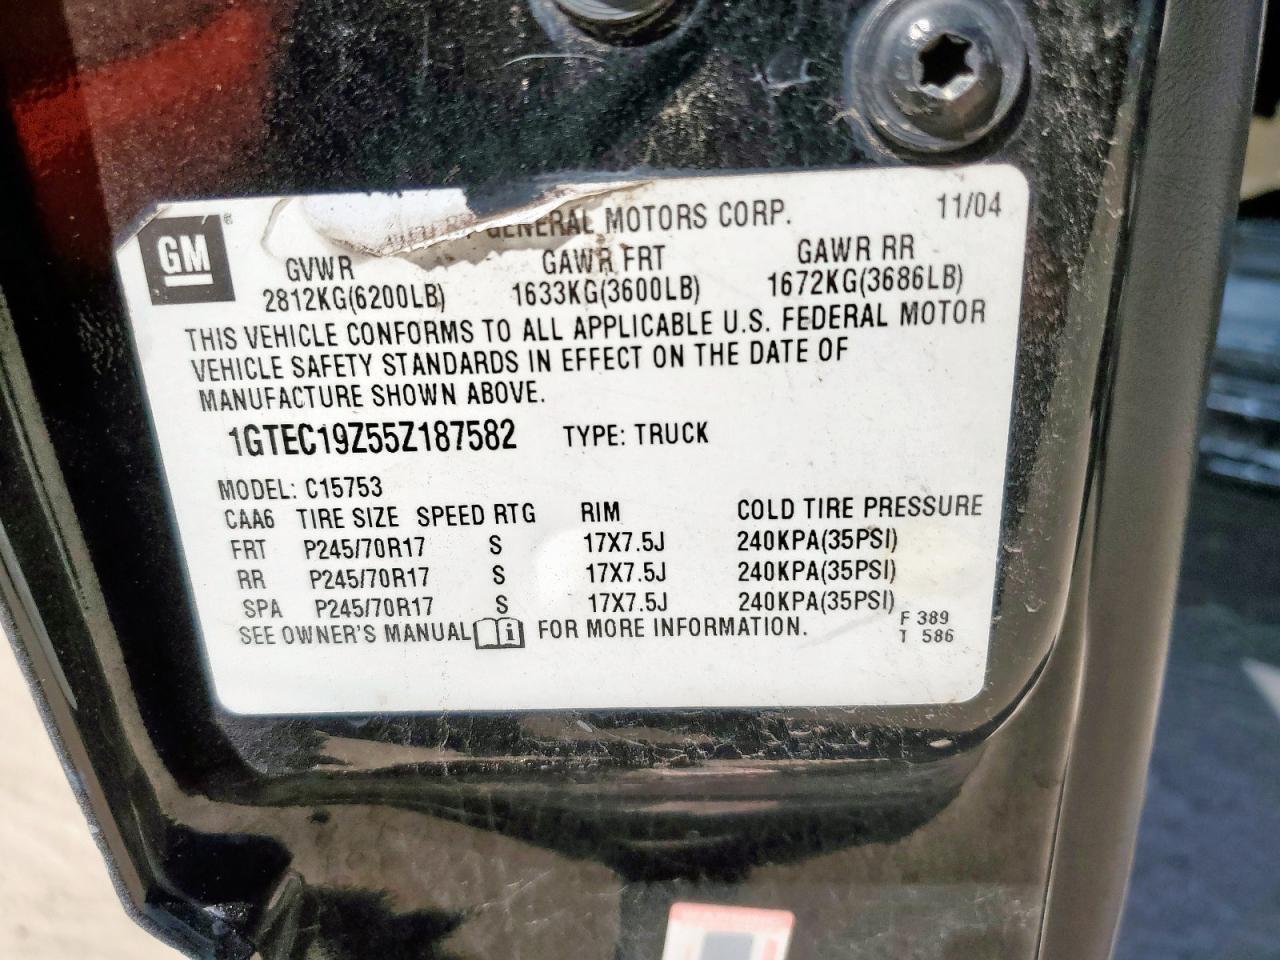 GM ®
GENERAL MOTORS CORP. 11/04
GVWR GAWR FRT GAWR RR
2812KG(6200LB) 1633KG(3600LB) 1672KG(3686LB)
THIS VEHICLE CONFORMS TO ALL APPLICABLE U.S. FEDERAL MOTOR
VEHICLE SAFETY STANDARDS IN EFFECT ON THE DATE OF
MANUFACTURE SHOWN ABOVE.
1GTEC19Z55Z187582 TYPE: TRUCK
MODEL: C15753
CAA6 TIRE SIZE SPEED RTG RIM COLD TIRE PRESSURE
FRT P245/70R17 S 17X7.5J 240KPA(35PSI)
RR P245/70R17 S 17X7.5J 240KPA(35PSI)
SPA P245/70R17 S 17X7.5J 240KPA(35PSI)
SEE OWNER'S MANUAL i FOR MORE INFORMATION.
F 389
T 586